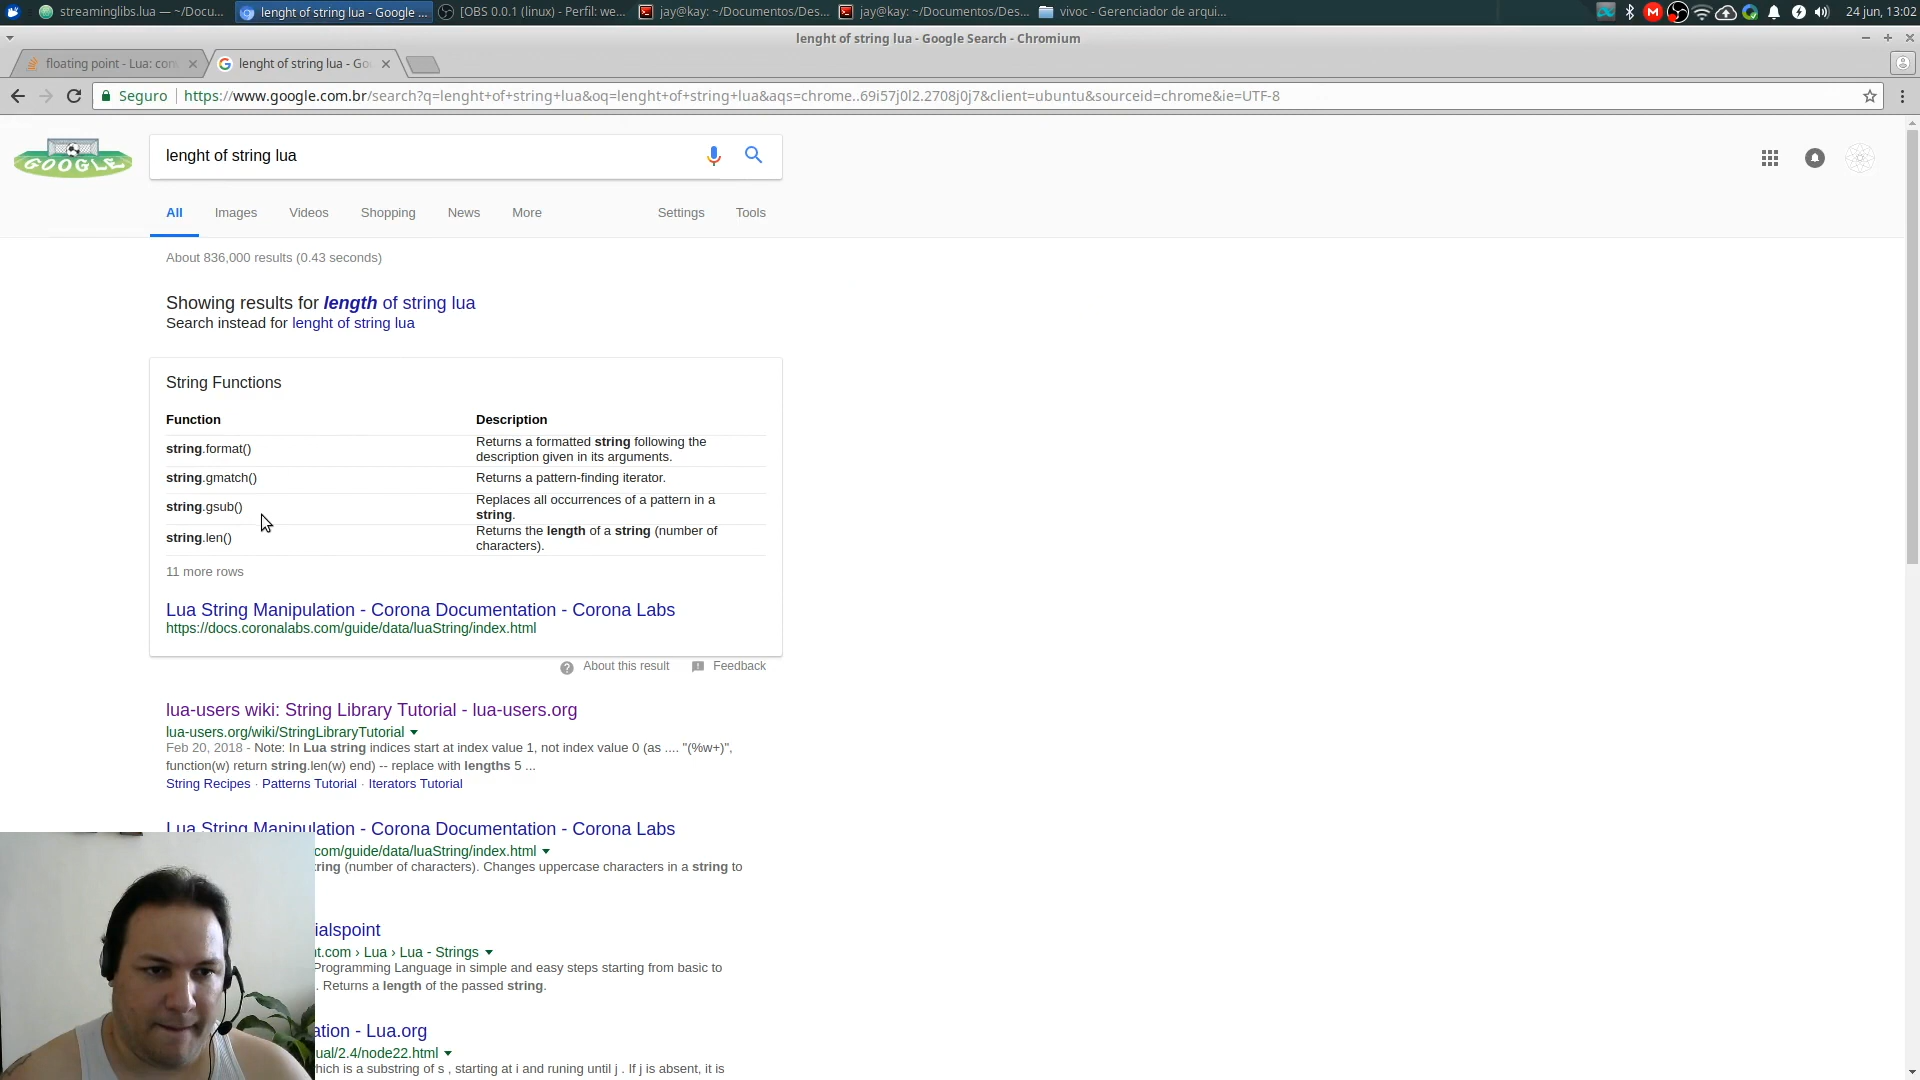 streaminglibs.lua — ~/Docu...
lenght of string lua - Google ...
[OBS 0.0.1 (linux) - Perfil: we...
jay@kay: ~/Documentos/Des...
jay@kay: ~/Documentos/Des...
vivoc - Gerenciador de arqui...
24 jun, 13:02
lenght of string lua - Google Search - Chromium
floating point - Lua: con
lenght of string lua - Go
Seguro
https://www.google.com.br/search?q=lenght+of+string+lua&oq=lenght+of+string+lua&aqs=chrome..69i57j0l2.2708j0j7&client=ubuntu&sourceid=chrome&ie=UTF-8
GOOGLE
lenght of string lua
All Images Videos Shopping News More Settings Tools
About 836,000 results (0.43 seconds)
Showing results for length of string lua
Search instead for lenght of string lua
String Functions
Function Description
string.format() Returns a formatted string following the
description given in its arguments.
string.gmatch() Returns a pattern-finding iterator.
string.gsub() Replaces all occurrences of a pattern in a
string.
string.len() Returns the length of a string (number of
characters).
11 more rows
Lua String Manipulation - Corona Documentation - Corona Labs
https://docs.coronalabs.com/guide/data/luaString/index.html
About this result Feedback
lua-users wiki: String Library Tutorial - lua-users.org
lua-users.org/wiki/StringLibraryTutorial
Feb 20, 2018 - Note: In Lua string indices start at index value 1, not index value 0 (as .... "(%w+)",
function(w) return string.len(w) end) -- replace with lengths 5 ...
String Recipes · Patterns Tutorial · Iterators Tutorial
Lua String Manipulation - Corona Documentation - Corona Labs
com/guide/data/luaString/index.html
tring (number of characters). Changes uppercase characters in a string to
ialspoint
nt.com › Lua › Lua - Strings
Programming Language in simple and easy steps starting from basic to
. Returns a length of the passed string.
ation - Lua.org
ual/2.4/node22.html
hich is a substring of s , starting at i and runing until j . If j is absent, it is